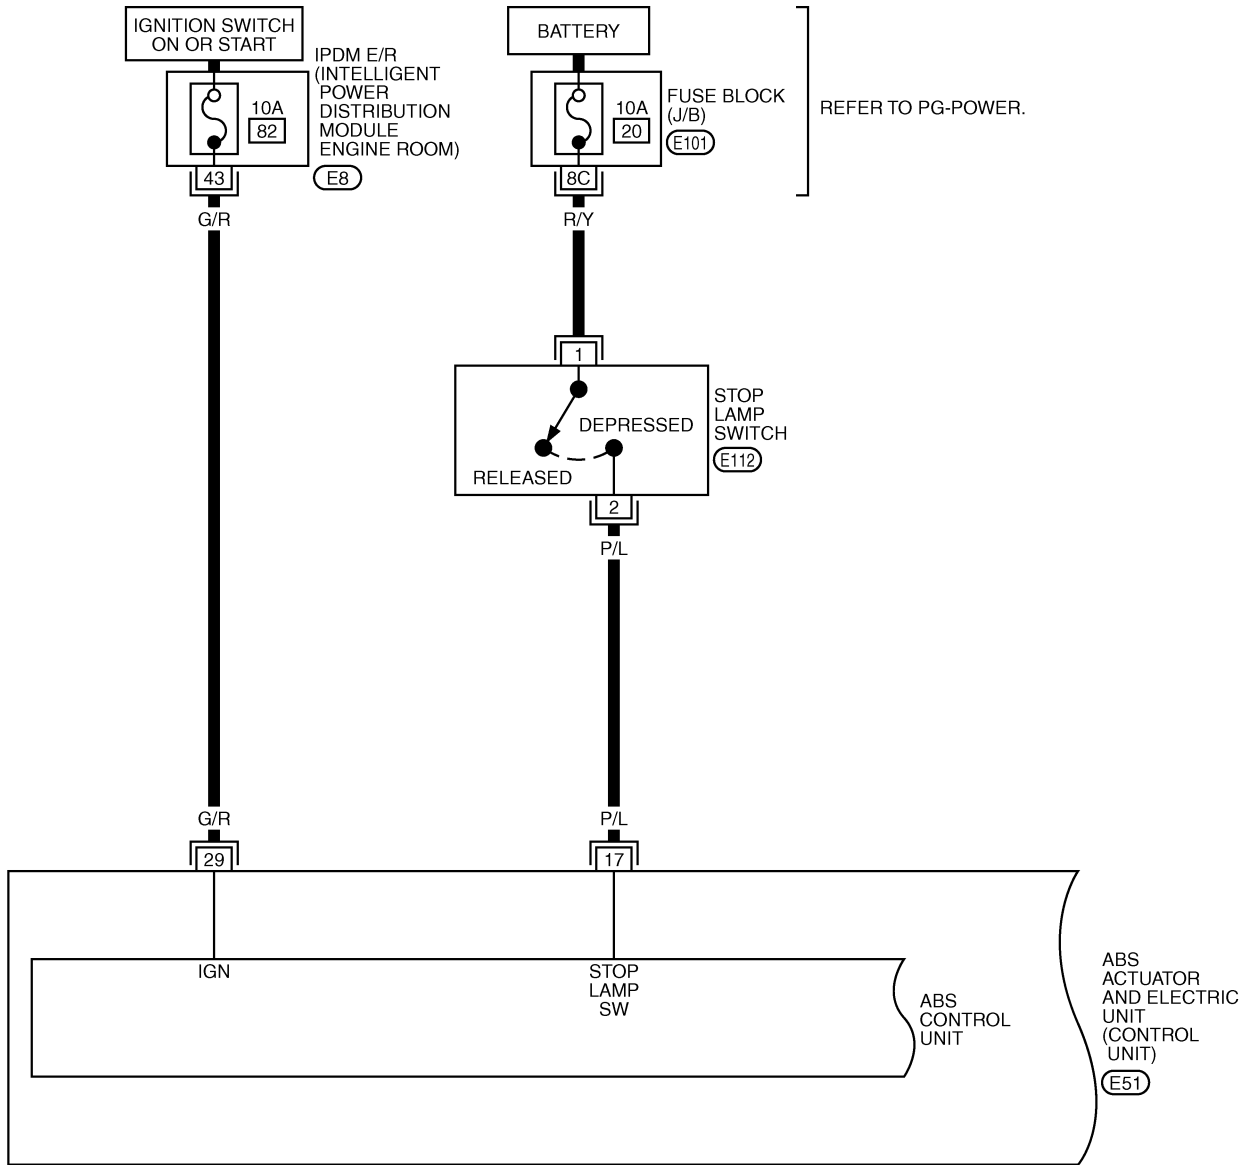 IGNITION SWITCH
ON OR START
BATTERY
IPDM E/R
(INTELLIGENT
POWER
DISTRIBUTION
MODULE
ENGINE ROOM)
E8
10A
82
43
10A
20
8C
FUSE BLOCK
(J/B)
E101
REFER TO PG-POWER.
G/R
R/Y
1
DEPRESSED
RELEASED
STOP
LAMP
SWITCH
E112
2
P/L
G/R
P/L
29
17
IGN
STOP
LAMP
SW
ABS
CONTROL
UNIT
ABS
ACTUATOR
AND ELECTRIC
UNIT
(CONTROL
UNIT)
E51